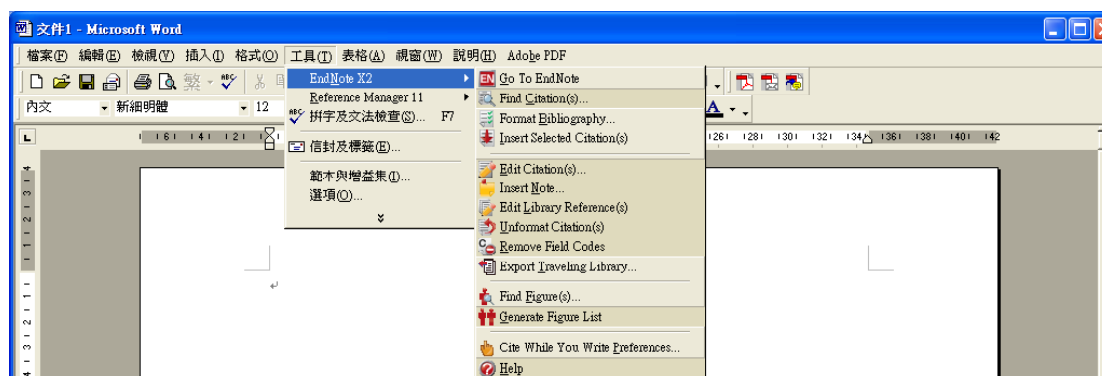 文件1 - Microsoft Word
檔案(F) 編輯(E) 檢視(V) 插入(I) 格式(O) 工具(T) 表格(A) 視窗(W) 說明(H) Adobe PDF
內文 新細明體 12
EndNote X2
Reference Manager 11
拼字及文法檢查(S)... F7
信封及標籤(E)...
範本與增益集(I)...
選項(O)...
Go To EndNote
Find Citation(s)...
Format Bibliography...
Insert Selected Citation(s)
Edit Citation(s)...
Insert Note...
Edit Library Reference(s)
Unformat Citation(s)
Remove Field Codes
Export Traveling Library...
Find Figure(s)...
Generate Figure List
Cite While You Write Preferences...
Help